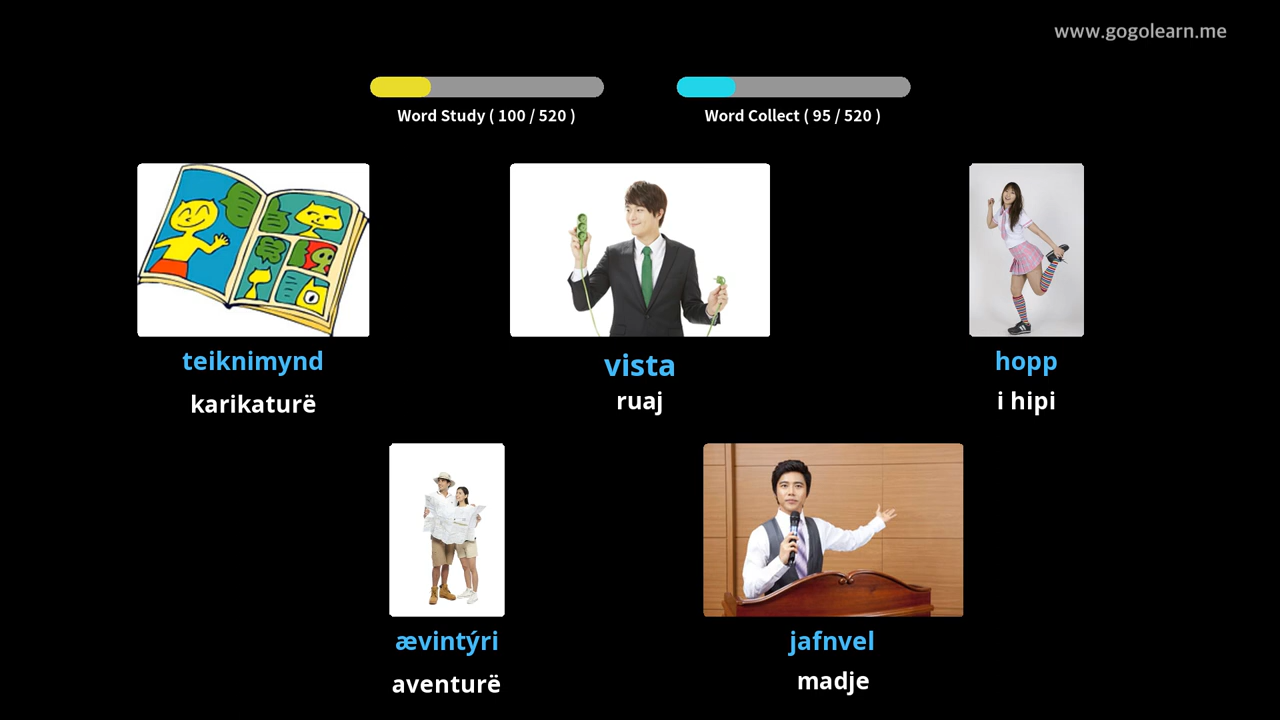 www.gogolearn.me
Word Study ( 100 / 520 )
Word Collect ( 95 / 520 )
teiknimynd
karikaturë
vista
ruaj
hopp
i hipi
ævintýri
aventurë
jafnvel
madje